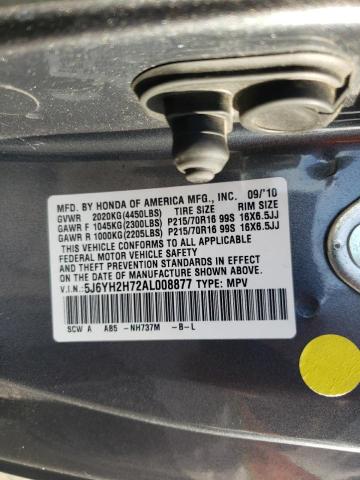 MFD. BY HONDA OF AMERICA MFG., INC. 09/'10
GVWR 2020KG(4450LBS) TIRE SIZE RIM SIZE
GAWR F 1045KG(2300LBS) P215/70R16 99S 16X6.5JJ
GAWR R 1000KG(2205LBS) P215/70R16 99S 16X6.5JJ
THIS VEHICLE CONFORMS TO ALL APPLICABLE
FEDERAL MOTOR VEHICLE SAFETY AND
THEFT PREVENTION STANDARDS IN EFFECT ON
THE DATE OF MANUFACTURE SHOWN ABOVE.
V.I.N.: 5J6YH2H72AL008877 TYPE: MPV
SCW A AB5 -NH737M -B-L